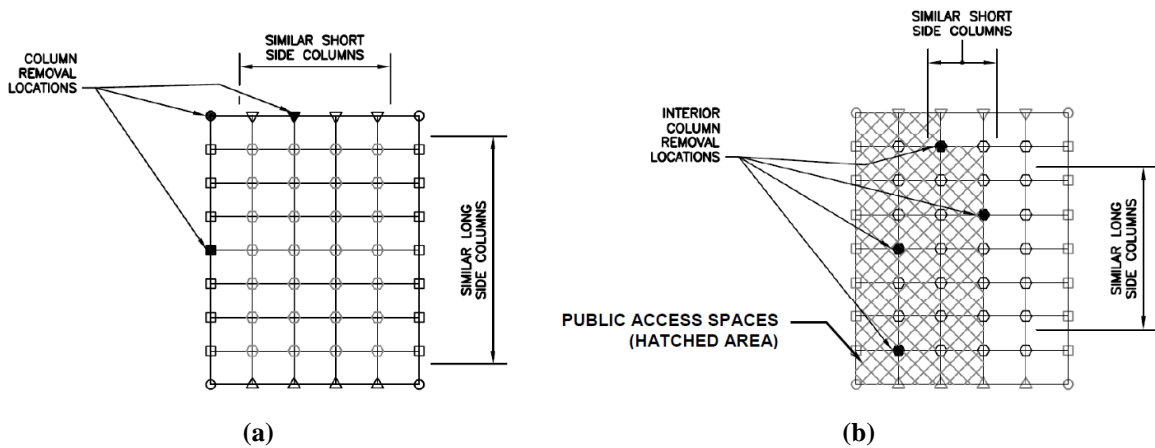 COLUMN
REMOVAL
LOCATIONS
SIMILAR SHORT
SIDE COLUMNS
SIMILAR LONG
SIDE COLUMNS
(a)
SIMILAR SHORT
SIDE COLUMNS
INTERIOR
COLUMN
REMOVAL
LOCATIONS
SIMILAR LONG
SIDE COLUMNS
PUBLIC ACCESS SPACES
(HATCHED AREA)
(b)